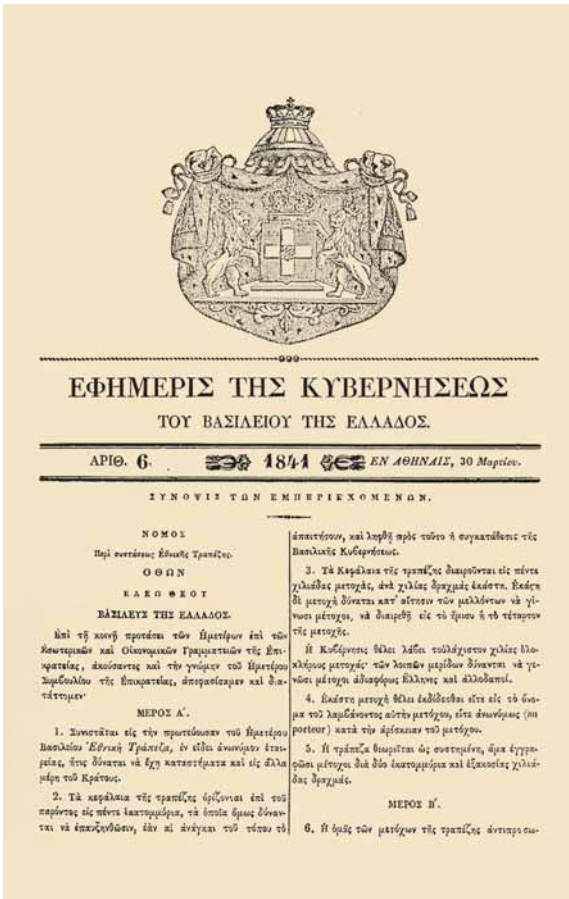 ΕΦΗΜΕΡΙΣ ΤΗΣ ΚΥΒΕΡΝΗΣΕΩΣ
ΤΟΥ ΒΑΣΙΛΕΙΟΥ ΤΗΣ ΕΛΛΑΔΟΣ.
ΑΡΙΘ. 6. 1841 ΕΝ ΑΘΗΝΑΙΣ, 30 Μαρτίου.
ΣΥΝΟΨΙΣ ΤΩΝ ΕΜΠΕΡΙΕΧΟΜΕΝΩΝ.
ΝΟΜΟΣ
Περὶ συστάσεως Ἐθνικῆς Τραπέζης.
ΟΘΩΝ
ΕΛΕΩ ΘΕΟΥ
ΒΑΣΙΛΕΥΣ ΤΗΣ ΕΛΛΑΔΟΣ.
Ἐπὶ τῇ κοινῇ προτάσει τῶν Ἡμετέρων ἐπὶ τῶν
Ἐσωτερικῶν καὶ Οἰκονομικῶν Γραμματειῶν τῆς Ἐπι-
κρατείας, ἀκούσαντες καὶ τὴν γνώμην τοῦ Ἡμετέρου
Συμβουλίου τῆς Ἐπικρατείας, ἀπεφασίσαμεν καὶ δια-
τάττομεν·
ΜΕΡΟΣ Α΄.
1. Συνιστᾶται εἰς τὴν πρωτεύουσαν τοῦ Ἡμετέρου
Βασιλείου Ἐθνικὴ Τράπεζα, ἐν εἴδει ἀνωνύμου ἑται-
ρείας, ἥτις δύναται νὰ ἔχῃ καταστήματα καὶ εἰς ἄλλα
μέρη τοῦ Κράτους.
2. Τὰ κεφάλαια τῆς τραπέζης ὁρίζονται ἐπὶ τοῦ
παρόντος εἰς πέντε ἑκατομμύρια, τὰ ὁποῖα ὅμως δύναν-
ται νὰ ἐπαυξηνθῶσιν, ἐὰν αἱ ἀνάγκαι τοῦ τόπου τὸ
ἀπαιτήσουν, καὶ ληφθῇ πρὸς τοῦτο ἡ συγκατάθεσις τῆς
Βασιλικῆς Κυβερνήσεως.
3. Τὰ Κεφάλαια τῆς τραπέζης διαιροῦνται εἰς πέντε
χιλιάδας μετοχὰς, ἀνὰ χιλίας δραχμὰς ἑκάστη. Ἑκάστη
δὲ μετοχὴ δύναται κατ' αἴτησιν τῶν μελλόντων νὰ γί-
νωσι μέτοχοι, νὰ διαιρεθῇ εἰς τὸ ἥμισυ ἢ τὸ τέταρτον
τῆς μετοχῆς.
Ἡ Κυβέρνησις θέλει λάβει τοὐλάχιστον χιλίας ὁλο-
κλήρους μετοχάς· τῶν λοιπῶν μερίδων δύνανται νὰ γε-
νῶσι μέτοχοι ἀδιαφόρως Ἕλληνες καὶ ἀλλοδαποί.
4. Ἑκάστη μετοχὴ θέλει ἐκδίδεσθαι εἴτε εἰς τὸ ὄνο-
μα τοῦ λαμβάνοντος αὐτὴν μετόχου, εἴτε ἀνωνύμως (au
porteur) κατὰ τὴν ἀρίσκειαν τοῦ μετόχου.
5. Ἡ τράπεζα θεωρεῖται ὡς συστημένη, ἅμα ἐγγρα-
φῶσι μέτοχοι διὰ δύο ἑκατομμύρια καὶ ἑξακοσίας χιλιά-
δας δραχμάς.
ΜΕΡΟΣ Β΄.
6. Ἡ ὁμὰς τῶν μετόχων τῆς τραπέζης ἀντιπροσω-